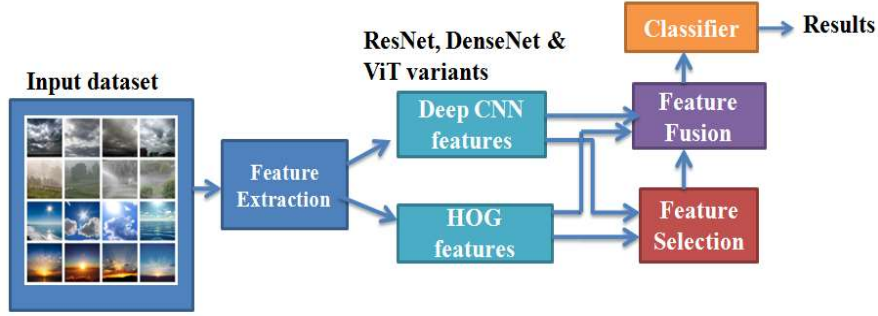 Input dataset
Feature
Extraction
ResNet, DenseNet &
ViT variants
Deep CNN
features
HOG
features
Classifier
Results
Feature
Fusion
Feature
Selection